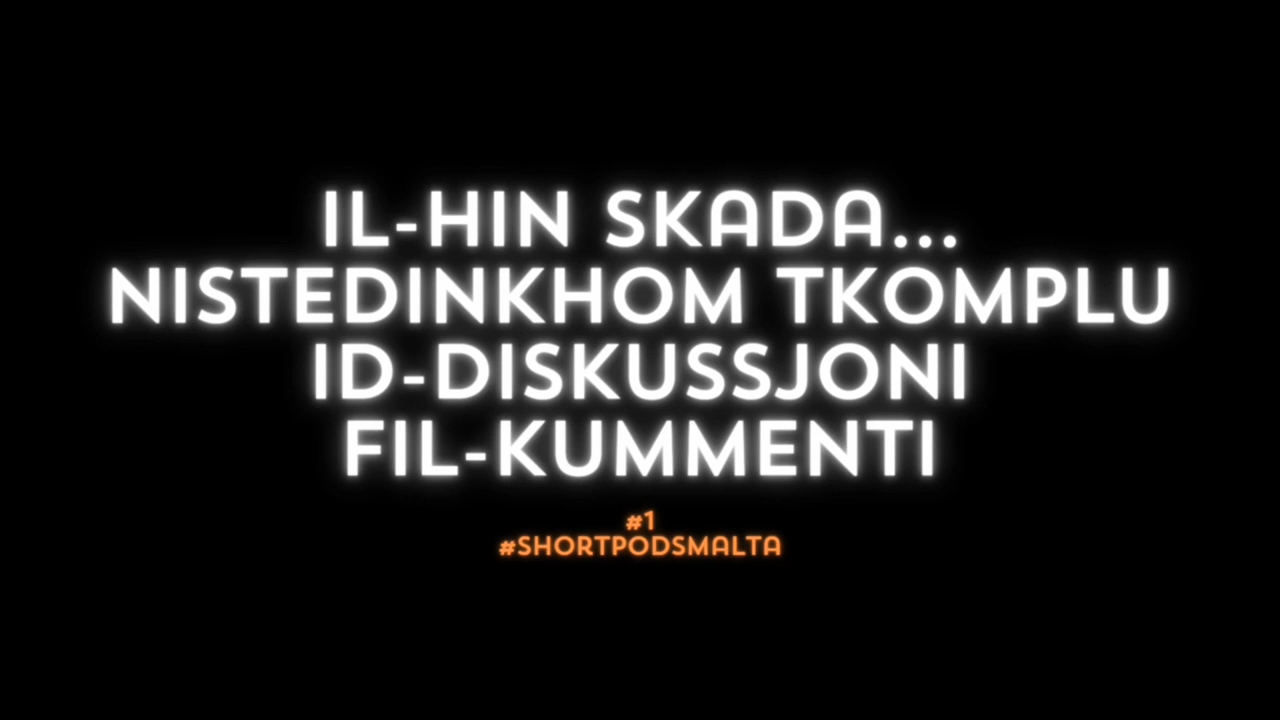 IL-HIN SKADA...
NISTEDINKHOM TKOMPLU
ID-DISKUSSJONI
FIL-KUMMENTI
#1
#SHORTPODSMALTA